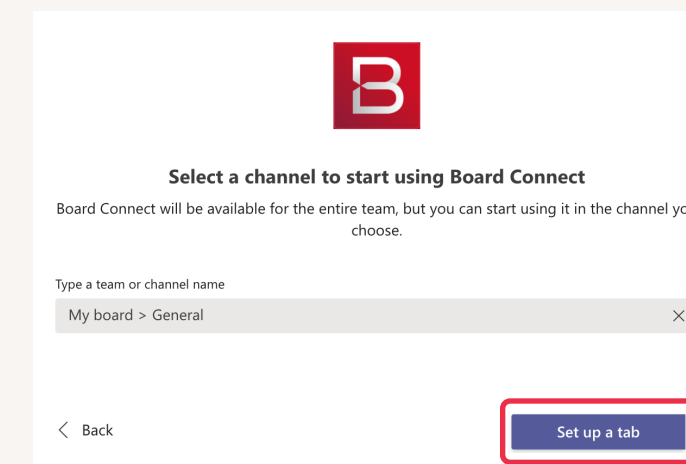 B
Select a channel to start using Board Connect
Board Connect will be available for the entire team, but you can start using it in the channel
choose.
Type a team or channel name
My board > General
Back
Set up a tab